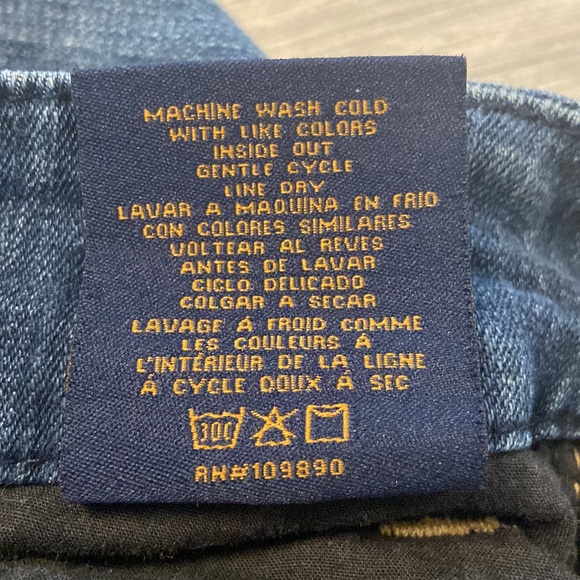 MACHINE WASH COLD
WITH LIKE COLORS
INSIDE OUT
GENTLE CYCLE
LINE DRY
LAVAR A MAQUINA EN FRIO
CON COLORES SIMILARES
VOLTEAR AL REVES
ANTES DE LAVAR
CICLO DELICADO
COLGAR A SECAR
LAVAGE Á FROID COMME
LES COULEURS Á
L'INTÉRIEUR DE LA LIGNE
Á CYCLE DOUX Á SEC
30C
RN#109890